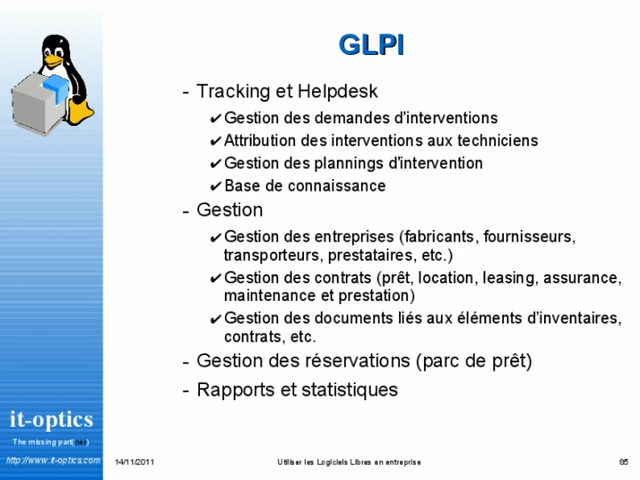 GLPI
- Tracking et Helpdesk
✔ Gestion des demandes d'interventions
✔ Attribution des interventions aux techniciens
✔ Gestion des plannings d'intervention
✔ Base de connaissance
- Gestion
✔ Gestion des entreprises (fabricants, fournisseurs,
transporteurs, prestataires, etc.)
✔ Gestion des contrats (prêt, location, leasing, assurance,
maintenance et prestation)
✔ Gestion des documents liés aux éléments d'inventaires,
contrats, etc.
- Gestion des réservations (parc de prêt)
- Rapports et statistiques
it-optics
The missing part(ner)
http://www.it-optics.com
14/11/2011
Utiliser les Logiciels Libres en entreprise
85